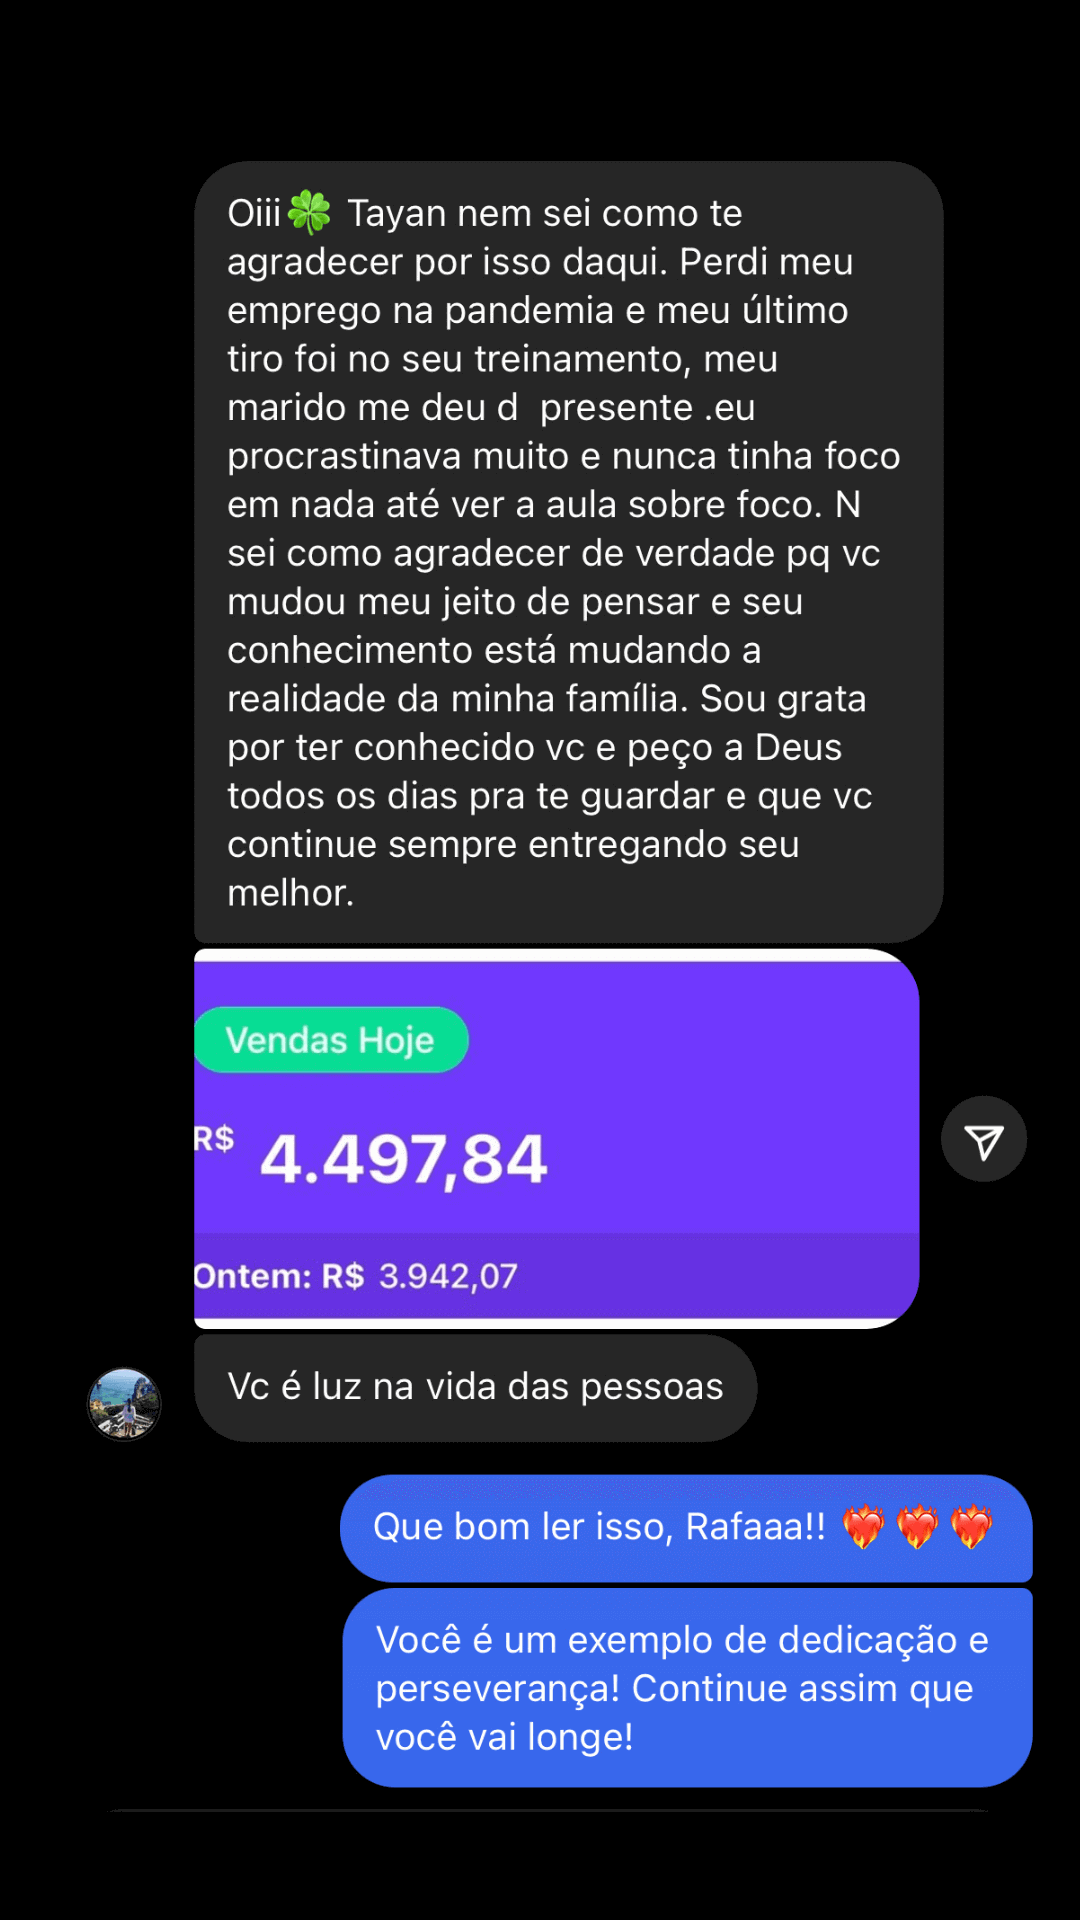 Oiii🍀 Tayan nem sei como te
agradecer por isso daqui. Perdi meu
emprego na pandemia e meu último
tiro foi no seu treinamento, meu
marido me deu d  presente .eu
procrastinava muito e nunca tinha foco
em nada até ver a aula sobre foco. N
sei como agradecer de verdade pq vc
mudou meu jeito de pensar e seu
conhecimento está mudando a
realidade da minha família. Sou grata
por ter conhecido vc e peço a Deus
todos os dias pra te guardar e que vc
continue sempre entregando seu
melhor.
Vendas Hoje
R$ 4.497,84
Ontem: R$ 3.942,07
Vc é luz na vida das pessoas
Que bom ler isso, Rafaaa!! ❤️‍🔥❤️‍🔥❤️‍🔥
Você é um exemplo de dedicação e
perseverança! Continue assim que
você vai longe!